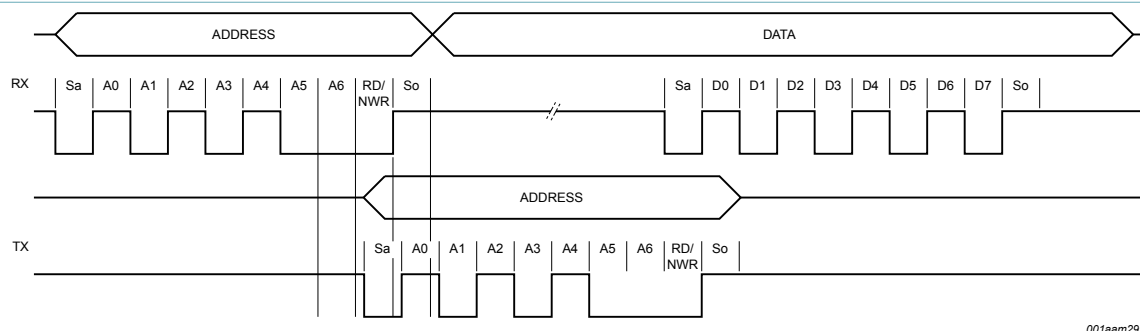 ADDRESS DATA
RX Sa A0 A1 A2 A3 A4 A5 A6 RD/ So Sa D0 D1 D2 D3 D4 D5 D6 D7 So
NWR
ADDRESS
TX Sa A0 A1 A2 A3 A4 A5 A6 RD/ So
NWR
001aam29